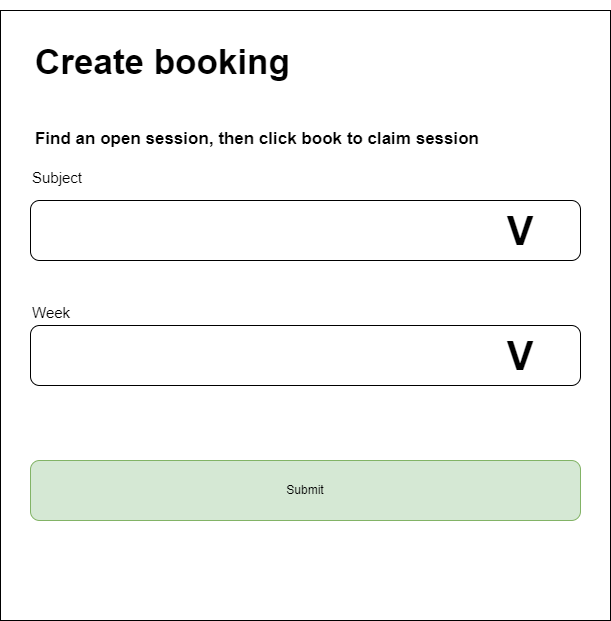 Create booking
Find an open session, then click book to claim session
Subject
V
Week
V
Submit